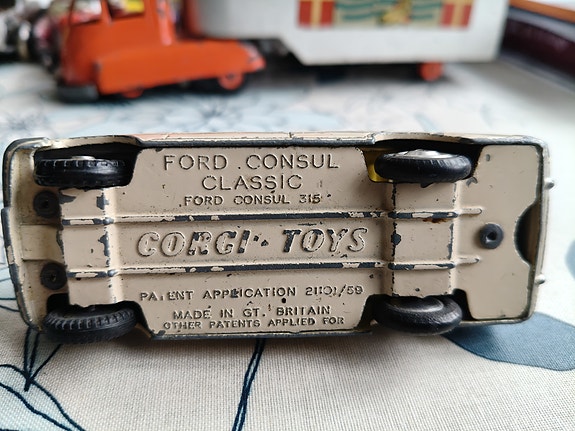 FORD CONSUL
CLASSIC
FORD CONSUL 315
CORGI TOYS
PATENT APPLICATION 21101/59
MADE IN GT. BRITAIN
OTHER PATENTS APPLIED FOR